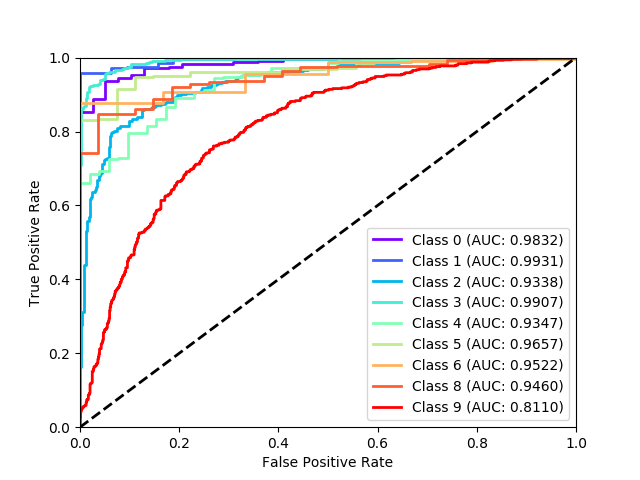 1.0
0.8
0.6
0.4
0.2
0.0
True Positive Rate
Class 0 (AUC: 0.9832)
Class 1 (AUC: 0.9931)
Class 2 (AUC: 0.9338)
Class 3 (AUC: 0.9907)
Class 4 (AUC: 0.9347)
Class 5 (AUC: 0.9657)
Class 6 (AUC: 0.9522)
Class 8 (AUC: 0.9460)
Class 9 (AUC: 0.8110)
0.0 0.2 0.4 0.6 0.8 1.0
False Positive Rate